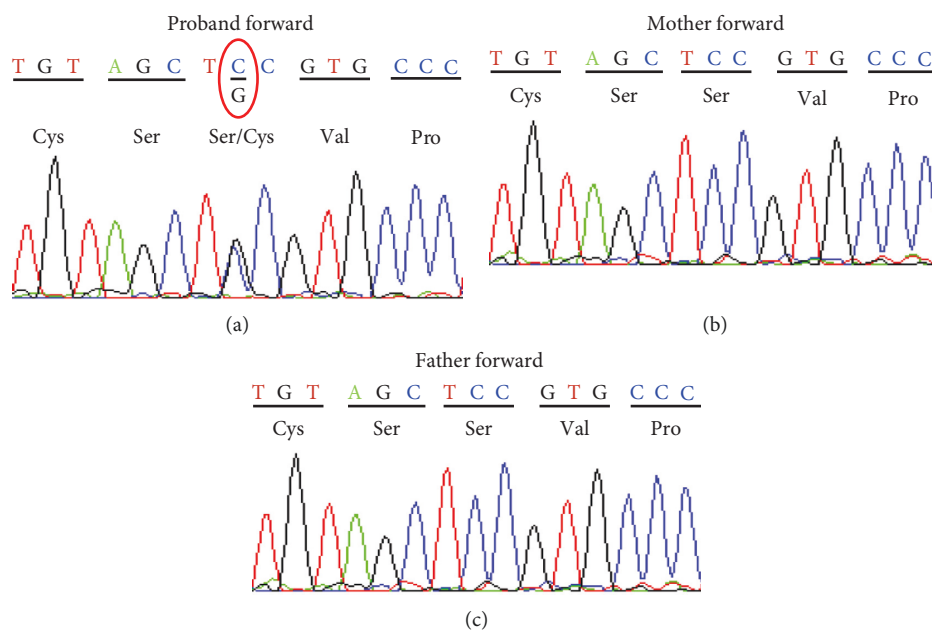 Proband forward
T G T A G C T C C G T G C C C
G
Cys Ser Ser/Cys Val Pro
(a)
Mother forward
T G T A G C T C C G T G C C C
Cys Ser Ser Val Pro
(b)
Father forward
T G T A G C T C C G T G C C C
Cys Ser Ser Val Pro
(c)